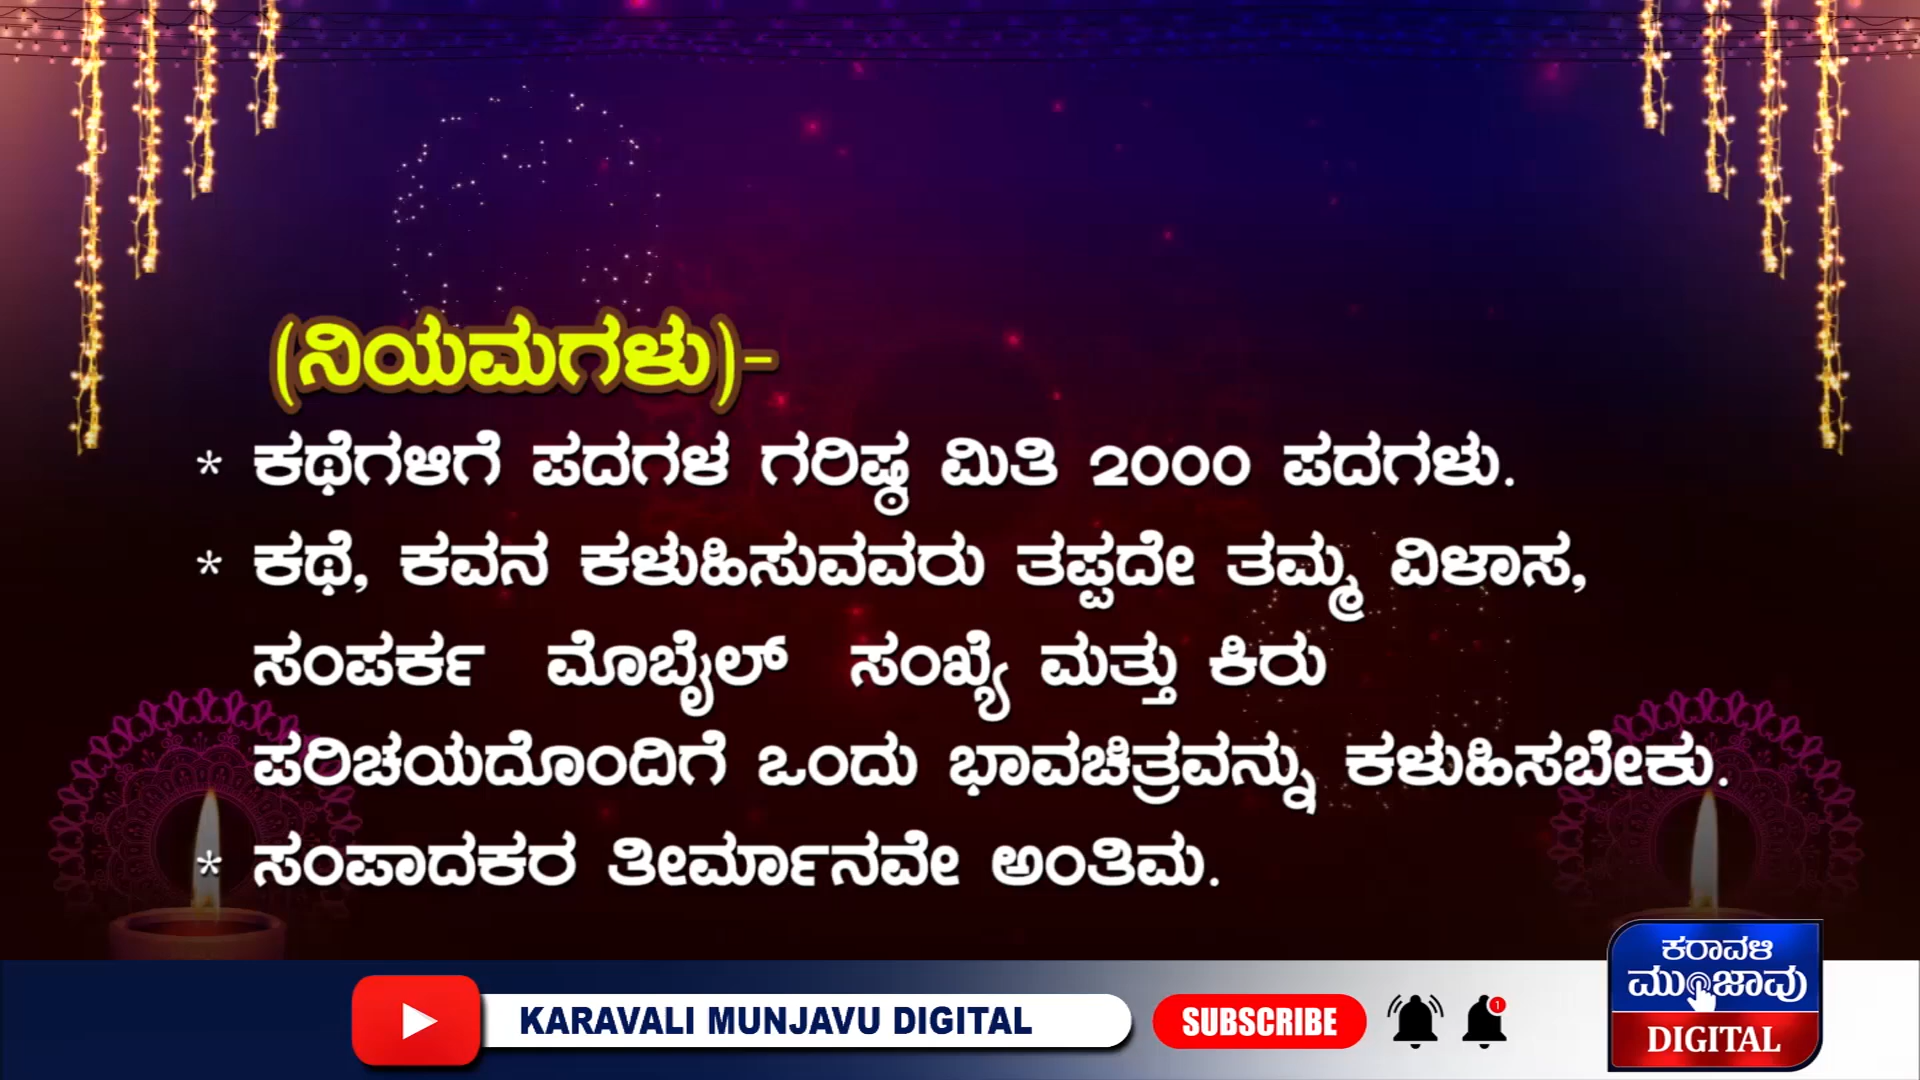 (ನಿಯಮಗಳು)-
* ಕಥೆಗಳಿಗೆ ಪದಗಳ ಗರಿಷ್ಠ ಮಿತಿ 2000 ಪದಗಳು.
* ಕಥೆ, ಕವನ ಕಳುಹಿಸುವವರು ತಪ್ಪದೇ ತಮ್ಮ ವಿಳಾಸ,
ಸಂಪರ್ಕ ಮೊಬೈಲ್ ಸಂಖ್ಯೆ ಮತ್ತು ಕಿರು
ಪರಿಚಯದೊಂದಿಗೆ ಒಂದು ಭಾವಚಿತ್ರವನ್ನು ಕಳುಹಿಸಬೇಕು.
* ಸಂಪಾದಕರ ತೀರ್ಮಾನವೇ ಅಂತಿಮ.
KARAVALI MUNJAVU DIGITAL
SUBSCRIBE
1
ಕರಾವಳಿ
ಮುಂಜಾವು
DIGITAL